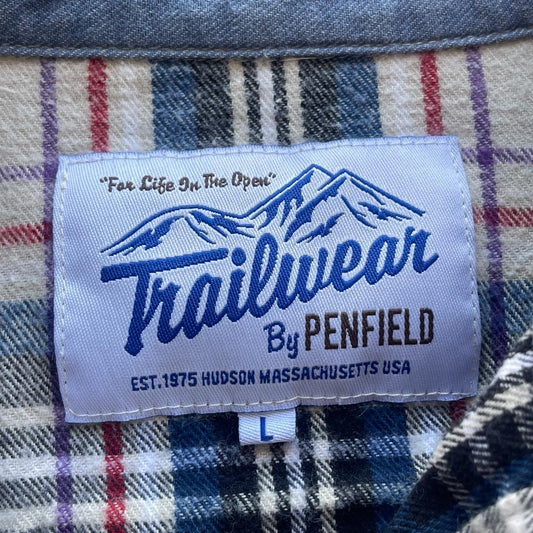 "For Life In The Open"
Trailwear
By PENFIELD
EST.1975 HUDSON MASSACHUSETTS USA
L